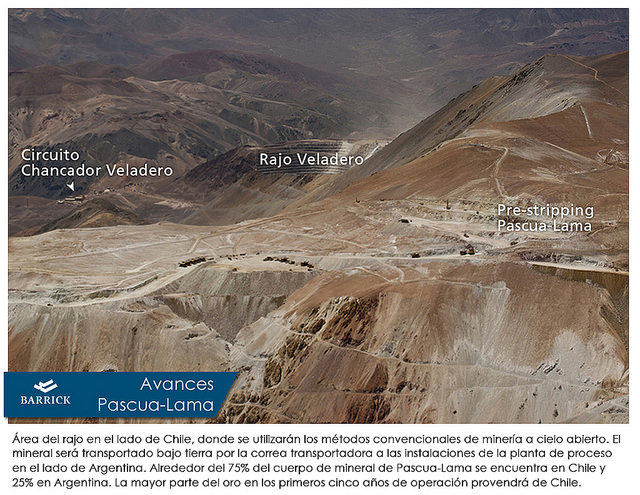 Circuito
Chancador Veladero
Rajo Veladero
Pre-stripping
Pascua-Lama
BARRICK
Avances
Pascua-Lama
Área del rajo en el lado de Chile, donde se utilizarán los métodos convencionales de minería a cielo abierto. El
mineral será transportado bajo tierra por la correa transportadora a las instalaciones de la planta de proceso
en el lado de Argentina. Alrededor del 75% del cuerpo de mineral de Pascua-Lama se encuentra en Chile y
25% en Argentina. La mayor parte del oro en los primeros cinco años de operación provendrá de Chile.